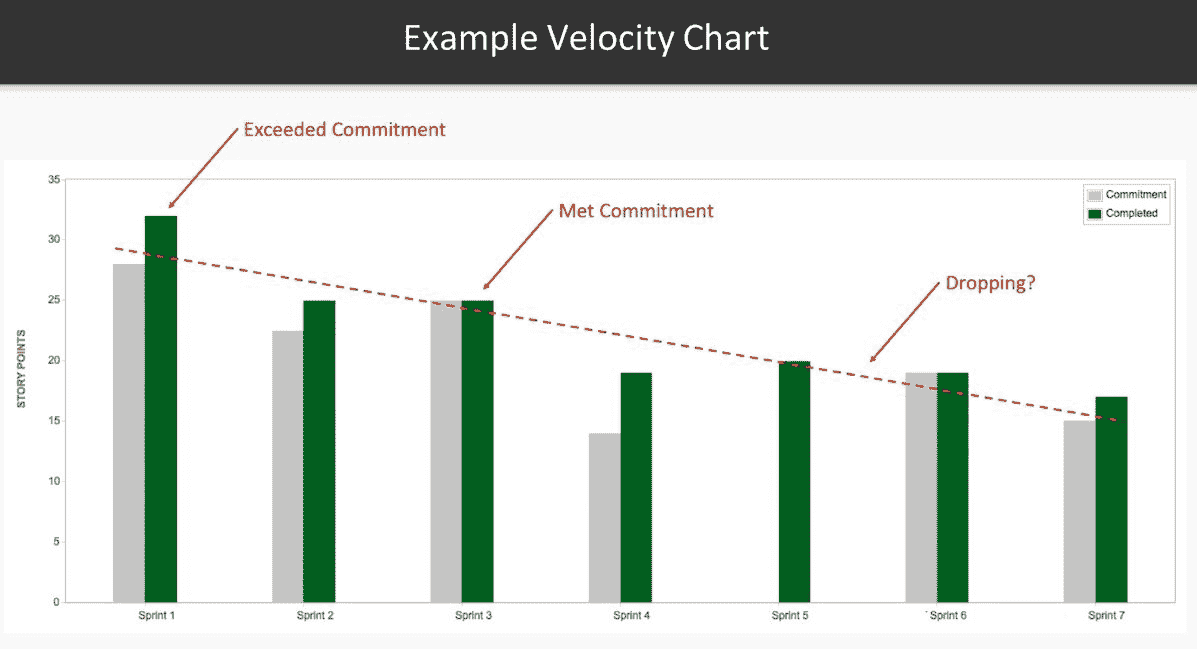 Example Velocity Chart
Exceeded Commitment
Met Commitment
Dropping?
Commitment
Completed
STORY POINTS
35
30
25
20
15
10
5
0
Sprint 1
Sprint 2
Sprint 3
Sprint 4
Sprint 5
Sprint 6
Sprint 7